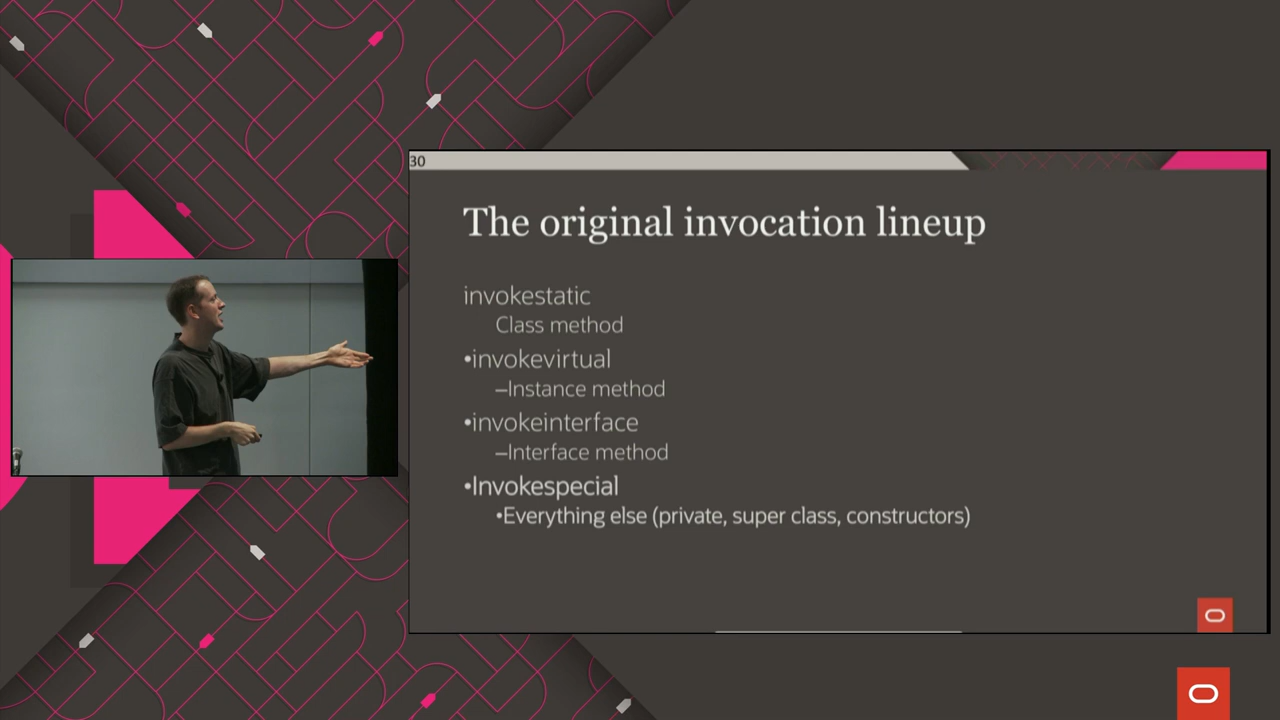 30
The original invocation lineup
invokestatic
Class method
•invokevirtual
–Instance method
•invokeinterface
–Interface method
•Invokespecial
•Everything else (private, super class, constructors)